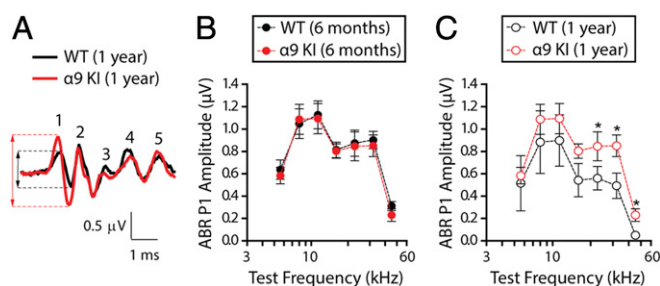 A
WT (1 year)
α9 KI (1 year)
1
2
3
4
5
0.5 μV
1 ms
B
WT (6 months)
α9 KI (6 months)
ABR P1 Amplitude (μV)
1.4
1.2
1.0
0.8
0.6
0.4
0.2
0.0
3 10 60
Test Frequency (kHz)
C
WT (1 year)
α9 KI (1 year)
ABR P1 Amplitude (μV)
1.4
1.2
1.0
0.8
0.6
0.4
0.2
0.0
* * *
3 10 60
Test Frequency (kHz)